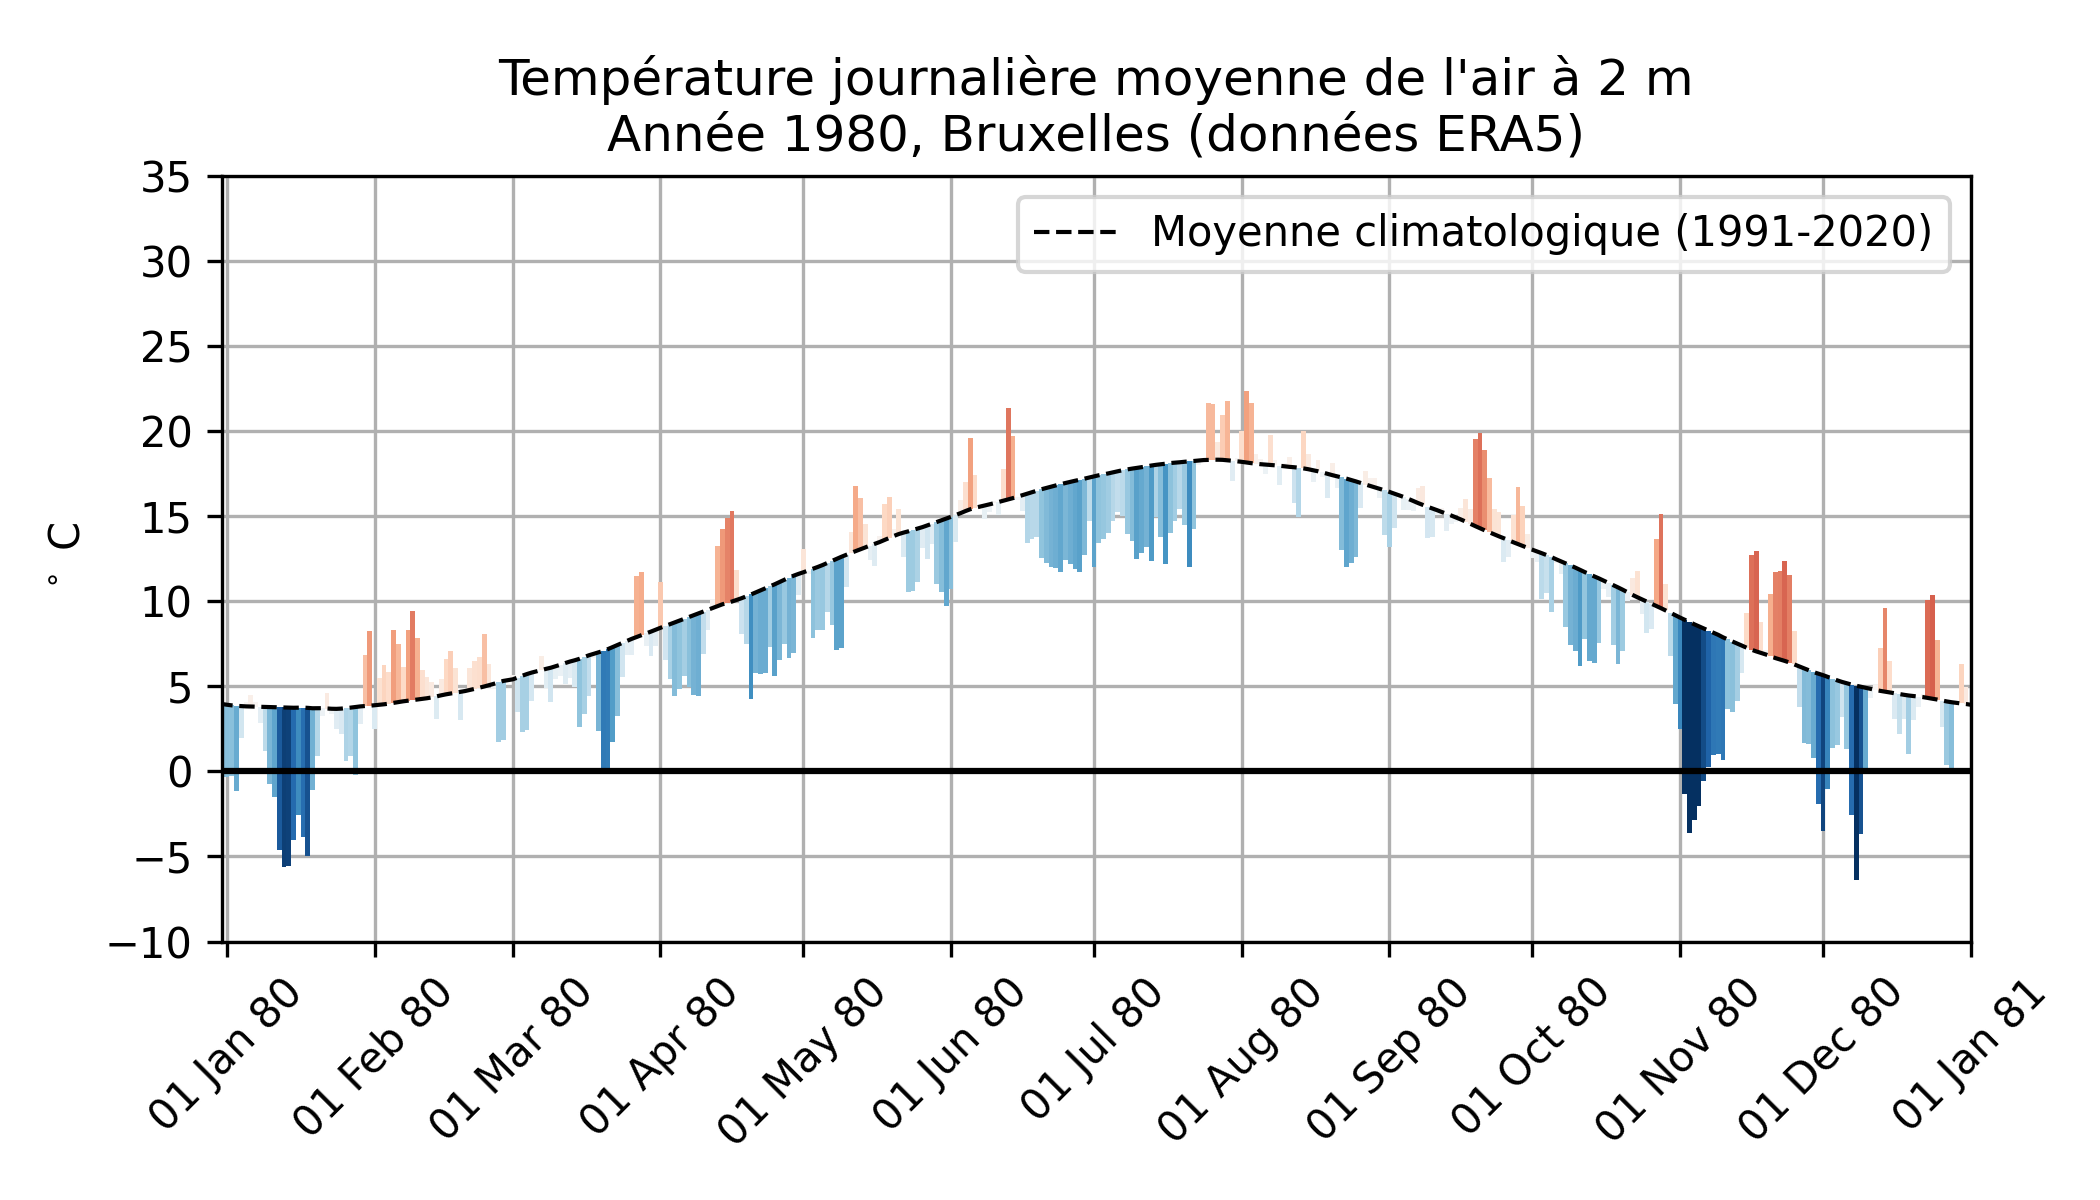 Température journalière moyenne de l'air à 2 m
Année 1980, Bruxelles (données ERA5)
Moyenne climatologique (1991-2020)
° C
35
30
25
20
15
10
5
0
−5
−10
01 Jan 80
01 Feb 80
01 Mar 80
01 Apr 80
01 May 80
01 Jun 80
01 Jul 80
01 Aug 80
01 Sep 80
01 Oct 80
01 Nov 80
01 Dec 80
01 Jan 81